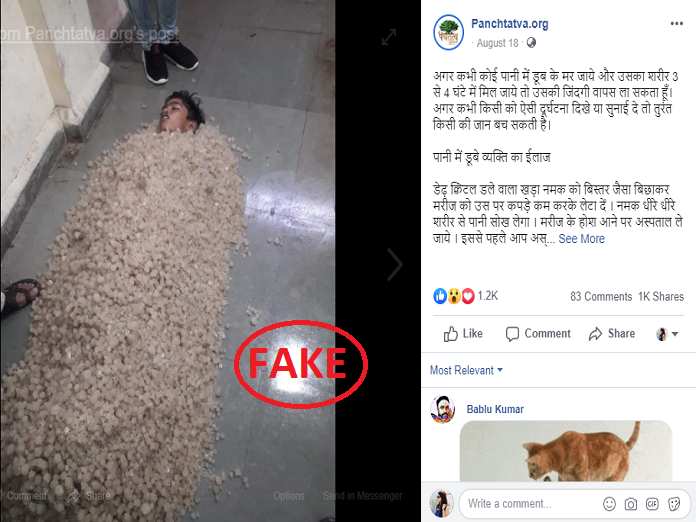 om Panchtatva.org's post
Panchtatva.org
· August 18 ·
अगर कभी कोई पानी में डूब के मर जाये और उसका शरीर 3
से 4 घंटे में मिल जाये तो उसकी जिंदगी वापस ला सकता हूँ।
अगर कभी किसी को ऐसी दूर्घटना दिखे या सुनाई दे तो तुरंत
किसी की जान बच सकती है।
पानी में डूबे व्यक्ति का ईलाज
डेढ़ क्विंटल डले वाला खड़ा नमक को बिस्तर जैसा बिछाकर
मरीज को उस पर कपड़े कम करके लेटा दें । नमक धीरे धीरे
शरीर से पानी सोख लेगा । मरीज के होश आने पर अस्पताल ले
जाये । इससे पहले आप अस्... See More
1.2K 83 Comments 1K Shares
Like Comment Share
Most Relevant
Bablu Kumar
Write a comment...
FAKE
Comment Share Options Send in Messenger